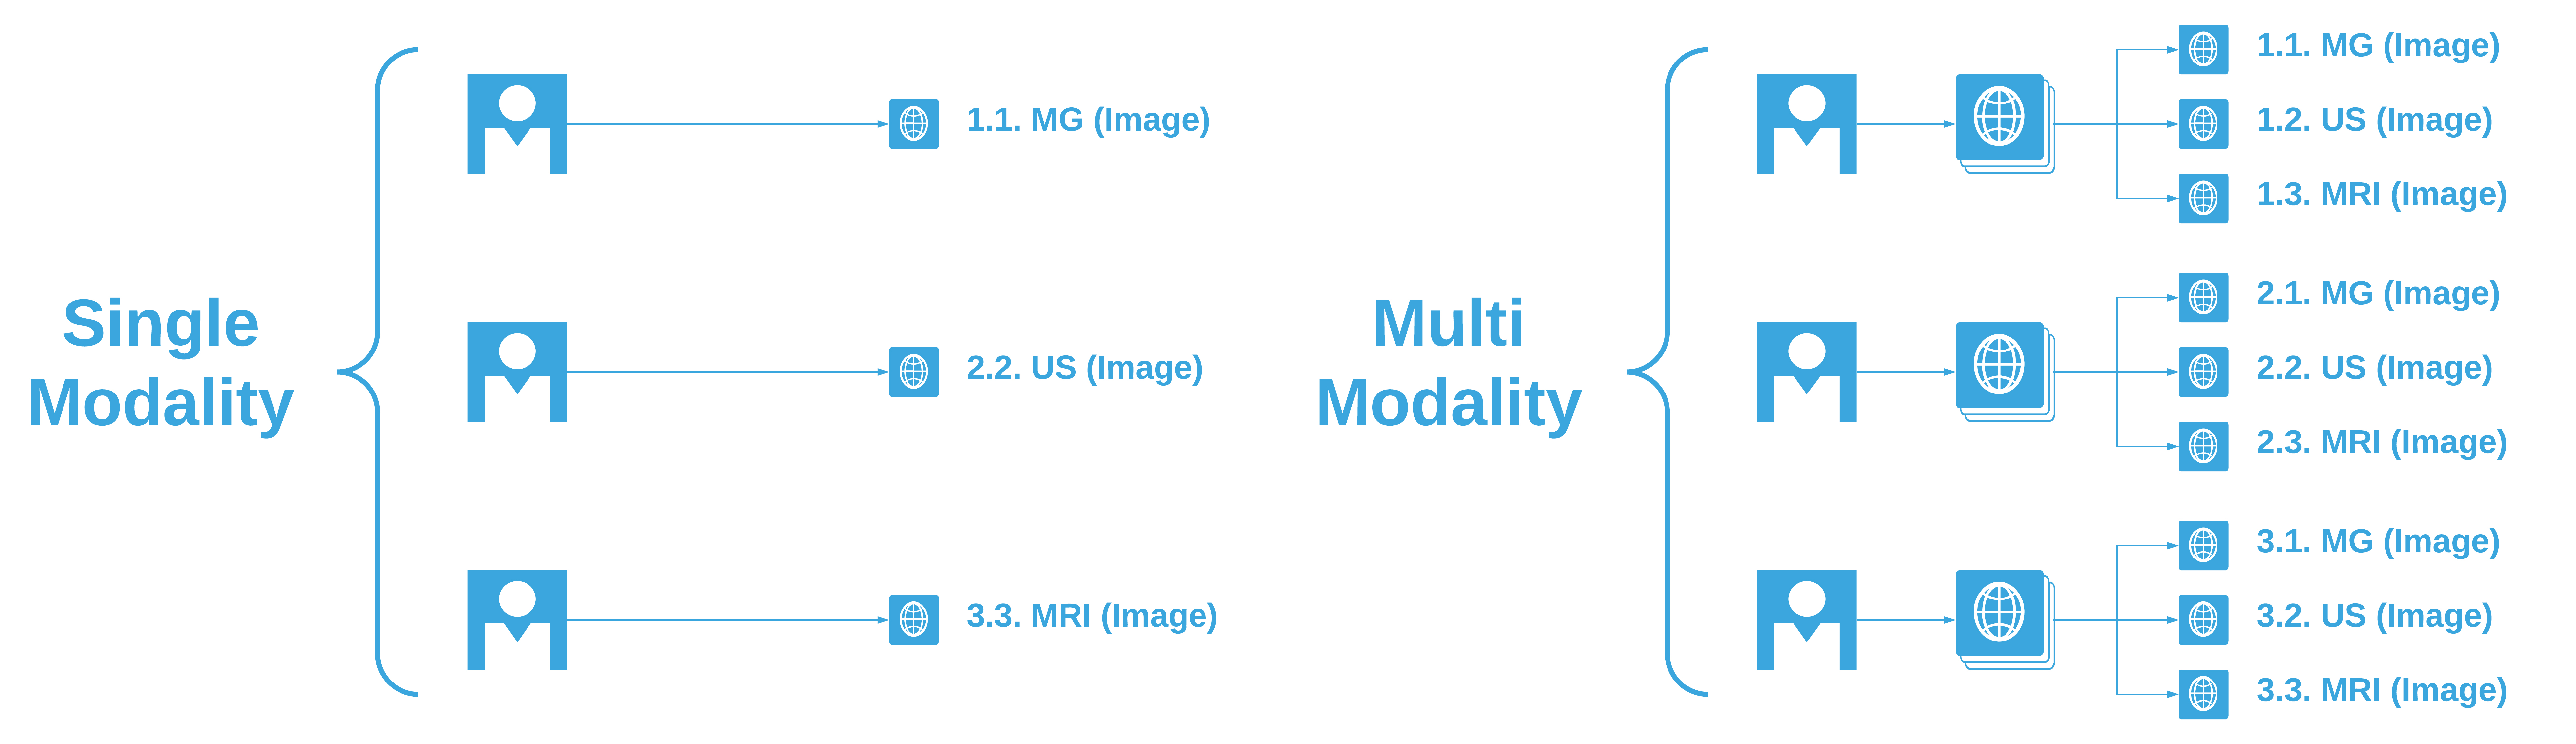 Single
Modality
1.1. MG (Image)
2.2. US (Image)
3.3. MRI (Image)
Multi
Modality
1.1. MG (Image)
1.2. US (Image)
1.3. MRI (Image)
2.1. MG (Image)
2.2. US (Image)
2.3. MRI (Image)
3.1. MG (Image)
3.2. US (Image)
3.3. MRI (Image)